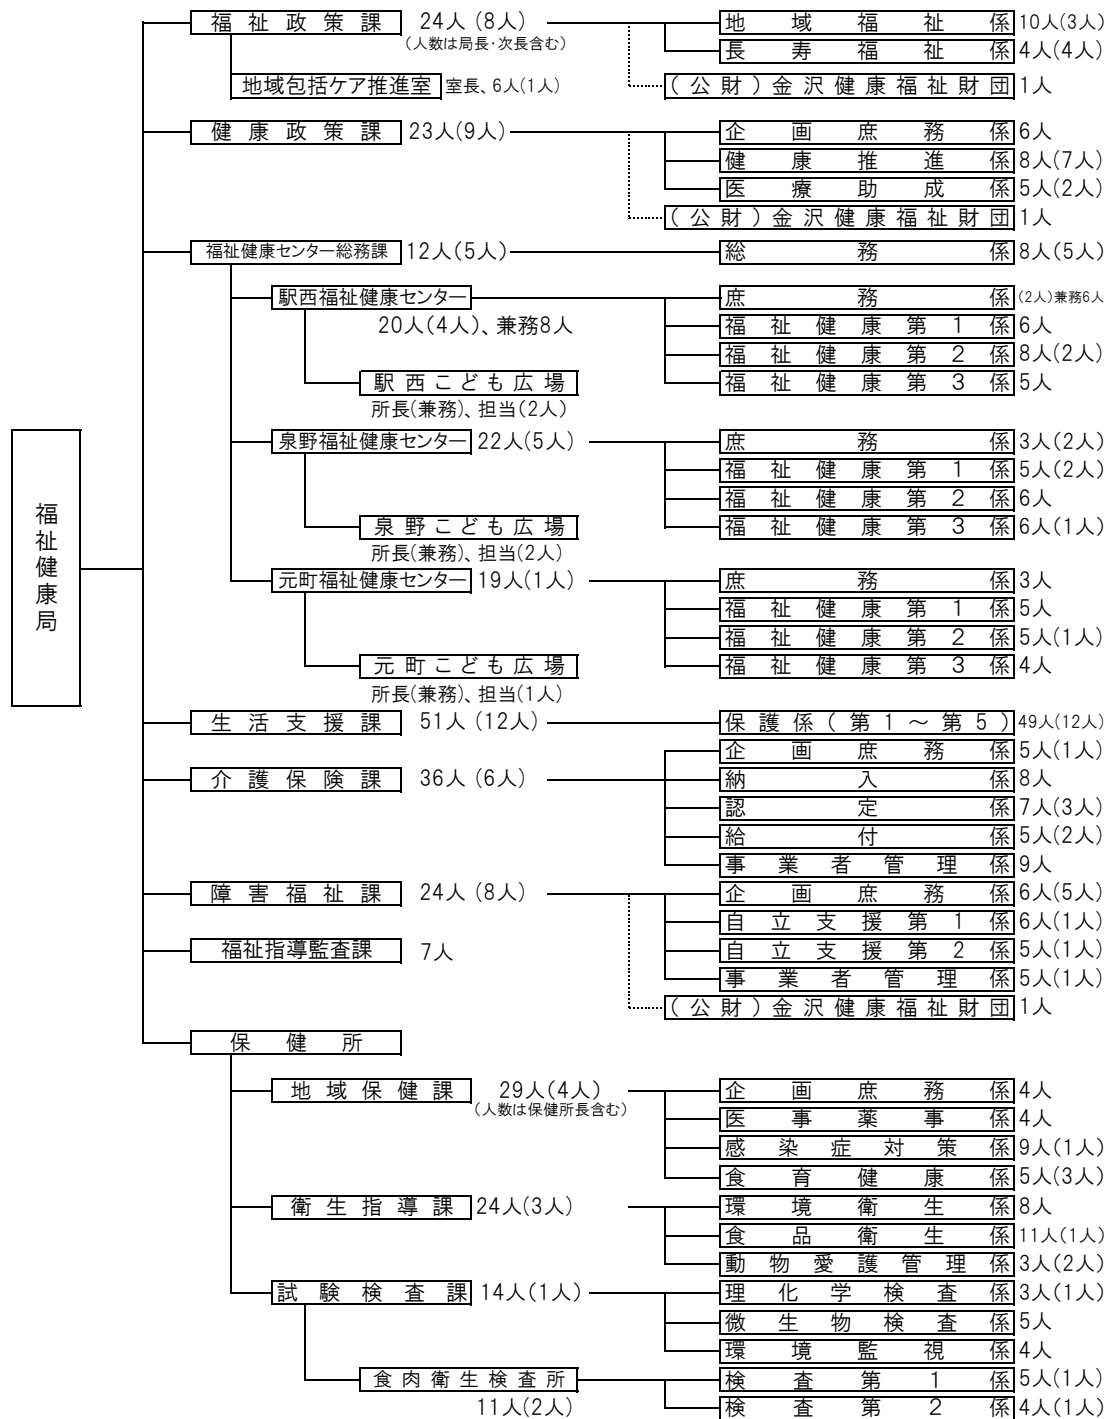 福祉政策課 24人 (8人) 地域福祉係 10人(3人)
(人数は局長・次長含む) 長寿福祉係 4人(4人)
地域包括ケア推進室 室長、6人(1人) (公財)金沢健康福祉財団 1人
健康政策課 23人(9人) 企画庶務係 6人
健康推進係 8人(7人)
医療助成係 5人(2人)
(公財)金沢健康福祉財団 1人
福祉健康センター総務課 12人(5人) 総務係 8人(5人)
駅西福祉健康センター 庶務係 (2人)兼務6人
20人(4人)、兼務8人 福祉健康第1係 6人
福祉健康第2係 8人(2人)
駅西こども広場 福祉健康第3係 5人
所長(兼務)、担当(2人)
泉野福祉健康センター 22人(5人) 庶務係 3人(2人)
福祉健康第1係 5人(2人)
福祉健康第2係 6人
泉野こども広場 福祉健康第3係 6人(1人)
所長(兼務)、担当(2人)
福祉健康局
元町福祉健康センター 19人(1人) 庶務係 3人
福祉健康第1係 5人
福祉健康第2係 5人(1人)
元町こども広場 福祉健康第3係 4人
所長(兼務)、担当(1人)
生活支援課 51人 (12人) 保護係(第1～第5) 49人(12人)
企画庶務係 5人(1人)
介護保険課 36人 (6人) 納入係 8人
認定係 7人(3人)
給付係 5人(2人)
事業者管理係 9人
障害福祉課 24人 (8人) 企画庶務係 6人(5人)
自立支援第1係 6人(1人)
福祉指導監査課 7人 自立支援第2係 5人(1人)
事業者管理係 5人(1人)
(公財)金沢健康福祉財団 1人
保健所
地域保健課 29人(4人) 企画庶務係 4人
(人数は保健所長含む) 医事薬事係 4人
感染症対策係 9人(1人)
食育健康係 5人(3人)
衛生指導課 24人(3人) 環境衛生係 8人
食品衛生係 11人(1人)
動物愛護管理係 3人(2人)
試験検査課 14人(1人) 理化学検査係 3人(1人)
微生物検査係 5人
環境監視係 4人
食肉衛生検査所 検査第1係 5人(1人)
11人(2人) 検査第2係 4人(1人)